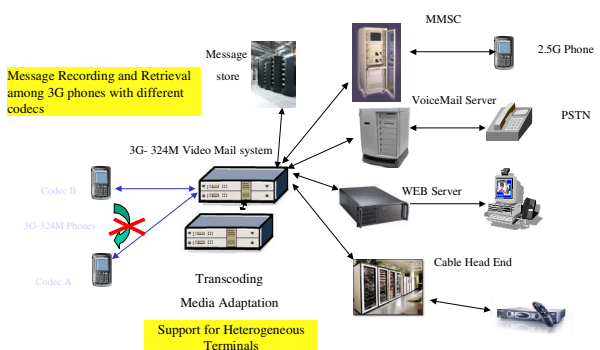 MMSC
Message
store
2.5G Phone
Message Recording and Retrieval
among 3G phones with different
codecs
VoiceMail Server
PSTN
3G- 324M Video Mail system
Codec B
WEB Server
3G-324M Phones
Codec A
Cable Head End
Transcoding
Media Adaptation
Support for Heterogeneous
Terminals